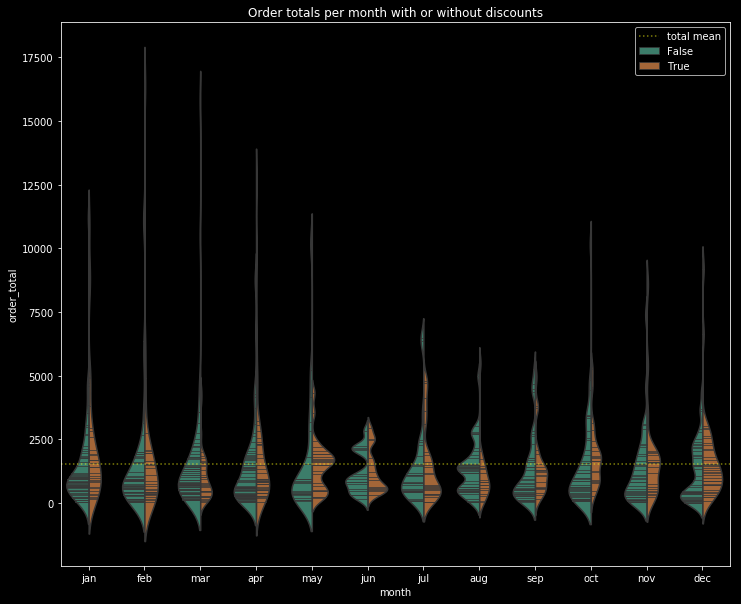 Order totals per month with or without discounts
total mean
False
True
17500
15000
12500
10000
7500
5000
2500
0
order_total
jan feb mar apr may jun jul aug sep oct nov dec
month